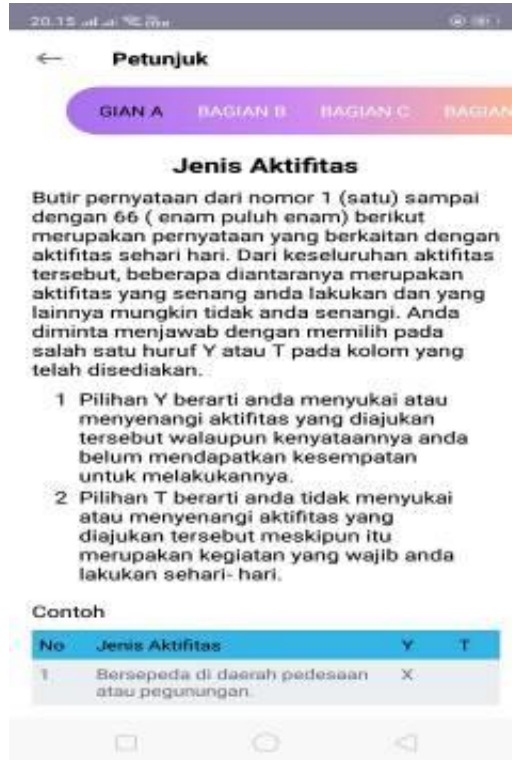 20.15
Petunjuk
GIAN A BAGIAN B BAGIAN C BAGIAN
Jenis Aktifitas
Butir pernyataan dari nomor 1 (satu) sampai
dengan 66 ( enam puluh enam) berikut
merupakan pernyataan yang berkaitan dengan
aktifitas sehari hari. Dari keseluruhan aktifitas
tersebut, beberapa diantaranya merupakan
aktifitas yang senang anda lakukan dan yang
lainnya mungkin tidak anda senangi. Anda
diminta menjawab dengan memilih pada
salah satu huruf Y atau T pada kolom yang
telah disediakan.
1 Pilihan Y berarti anda menyukai atau
menyenangi aktifitas yang diajukan
tersebut walaupun kenyataannya anda
belum mendapatkan kesempatan
untuk melakukannya.
2 Pilihan T berarti anda tidak menyukai
atau menyenangi aktifitas yang
diajukan tersebut meskipun itu
merupakan kegiatan yang wajib anda
lakukan sehari- hari.
Contoh
No Jenis Aktifitas Y T
1 Bersepeda di daerah pedesaan X
atau pegunungan.